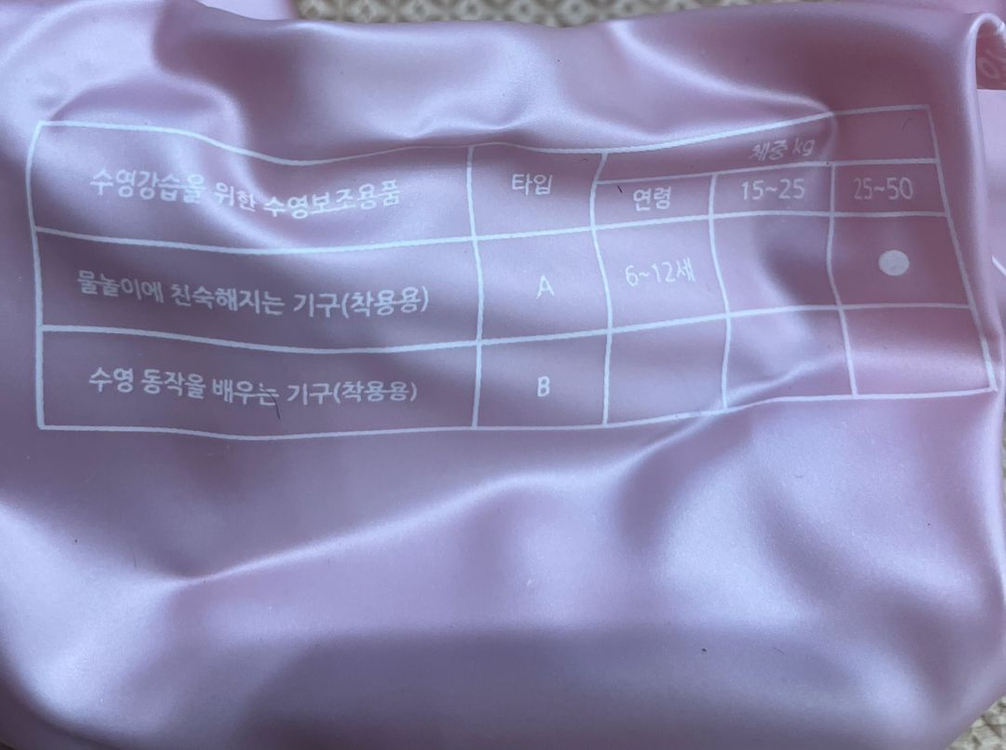 체중 kg
수영강습을 위한 수영보조용품 타입 연령 15~25 25~50
물놀이에 친숙해지는 기구(착용용) A 6~12세 ●
수영 동작을 배우는 기구(착용용) B